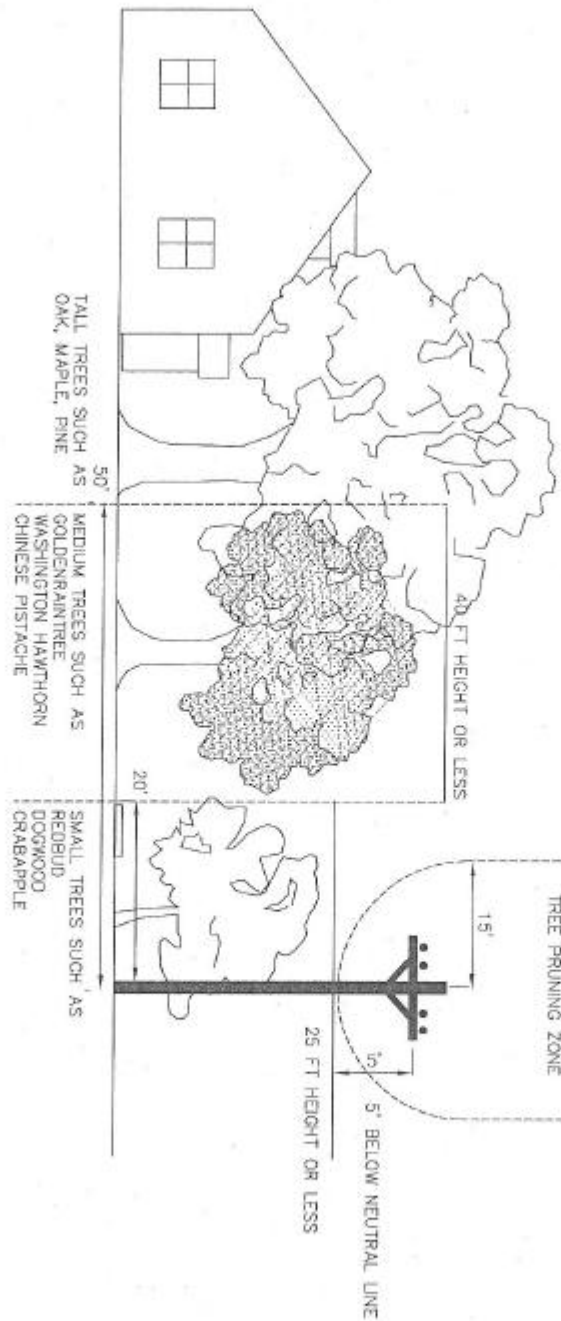 TREE PRUNING ZONE
15'
40 FT HEIGHT OR LESS
5'
5' BELOW NEUTRAL LINE
25 FT HEIGHT OR LESS
20'
50'
TALL TREES SUCH AS
OAK, MAPLE, PINE
MEDIUM TREES SUCH AS
GOLDENRAINTREE
WASHINGTON HAWTHORN
CHINESE PISTACHE
SMALL TREES SUCH AS
REDBUD
DOGWOOD
CRABAPPLE